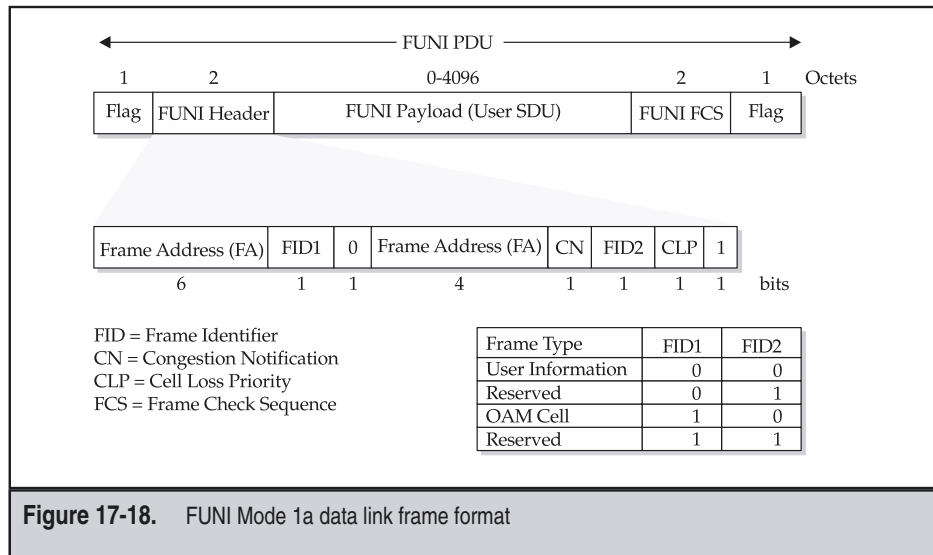 FUNI PDU
1 2 0-4096 2 1 Octets
Flag FUNI Header FUNI Payload (User SDU) FUNI FCS Flag
Frame Address (FA) FID1 0 Frame Address (FA) CN FID2 CLP 1
6 1 1 4 1 1 1 1 bits
FID = Frame Identifier
CN = Congestion Notification
CLP = Cell Loss Priority
FCS = Frame Check Sequence
Frame Type FID1 FID2
User Information 0 0
Reserved 0 1
OAM Cell 1 0
Reserved 1 1
Figure 17-18. FUNI Mode 1a data link frame format